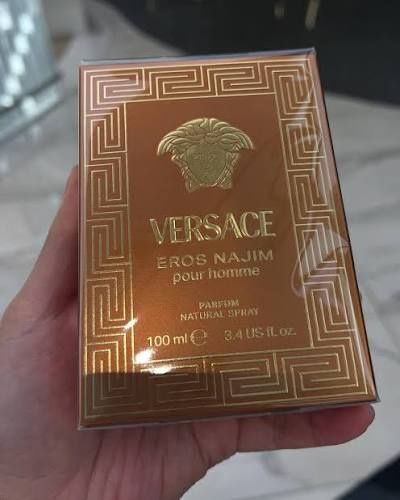 VERSACE
EROS NAJIM
pour homme
PARFUM
NATURAL SPRAY
100 ml ℮ 3.4 US fl.oz.